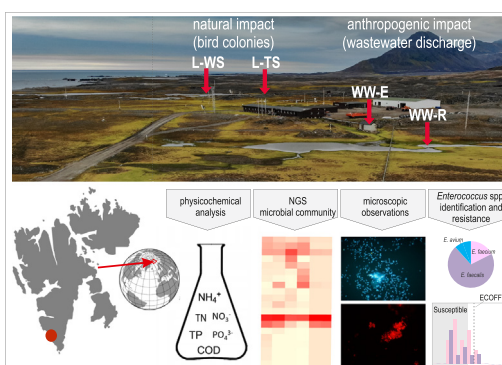 natural impact
(bird colonies)
anthropogenic impact
(wastewater discharge)
L-WS
L-TS
WW-E
WW-R
physicochemical
analysis
NGS
microbial community
microscopic
observations
Enterococcus spp
identification and
resistance
NH₄⁺
TN NO₃⁻
TP PO₄³⁻
COD
E. avium
E. faecium
E. faecalis
ECOFF
Susceptible